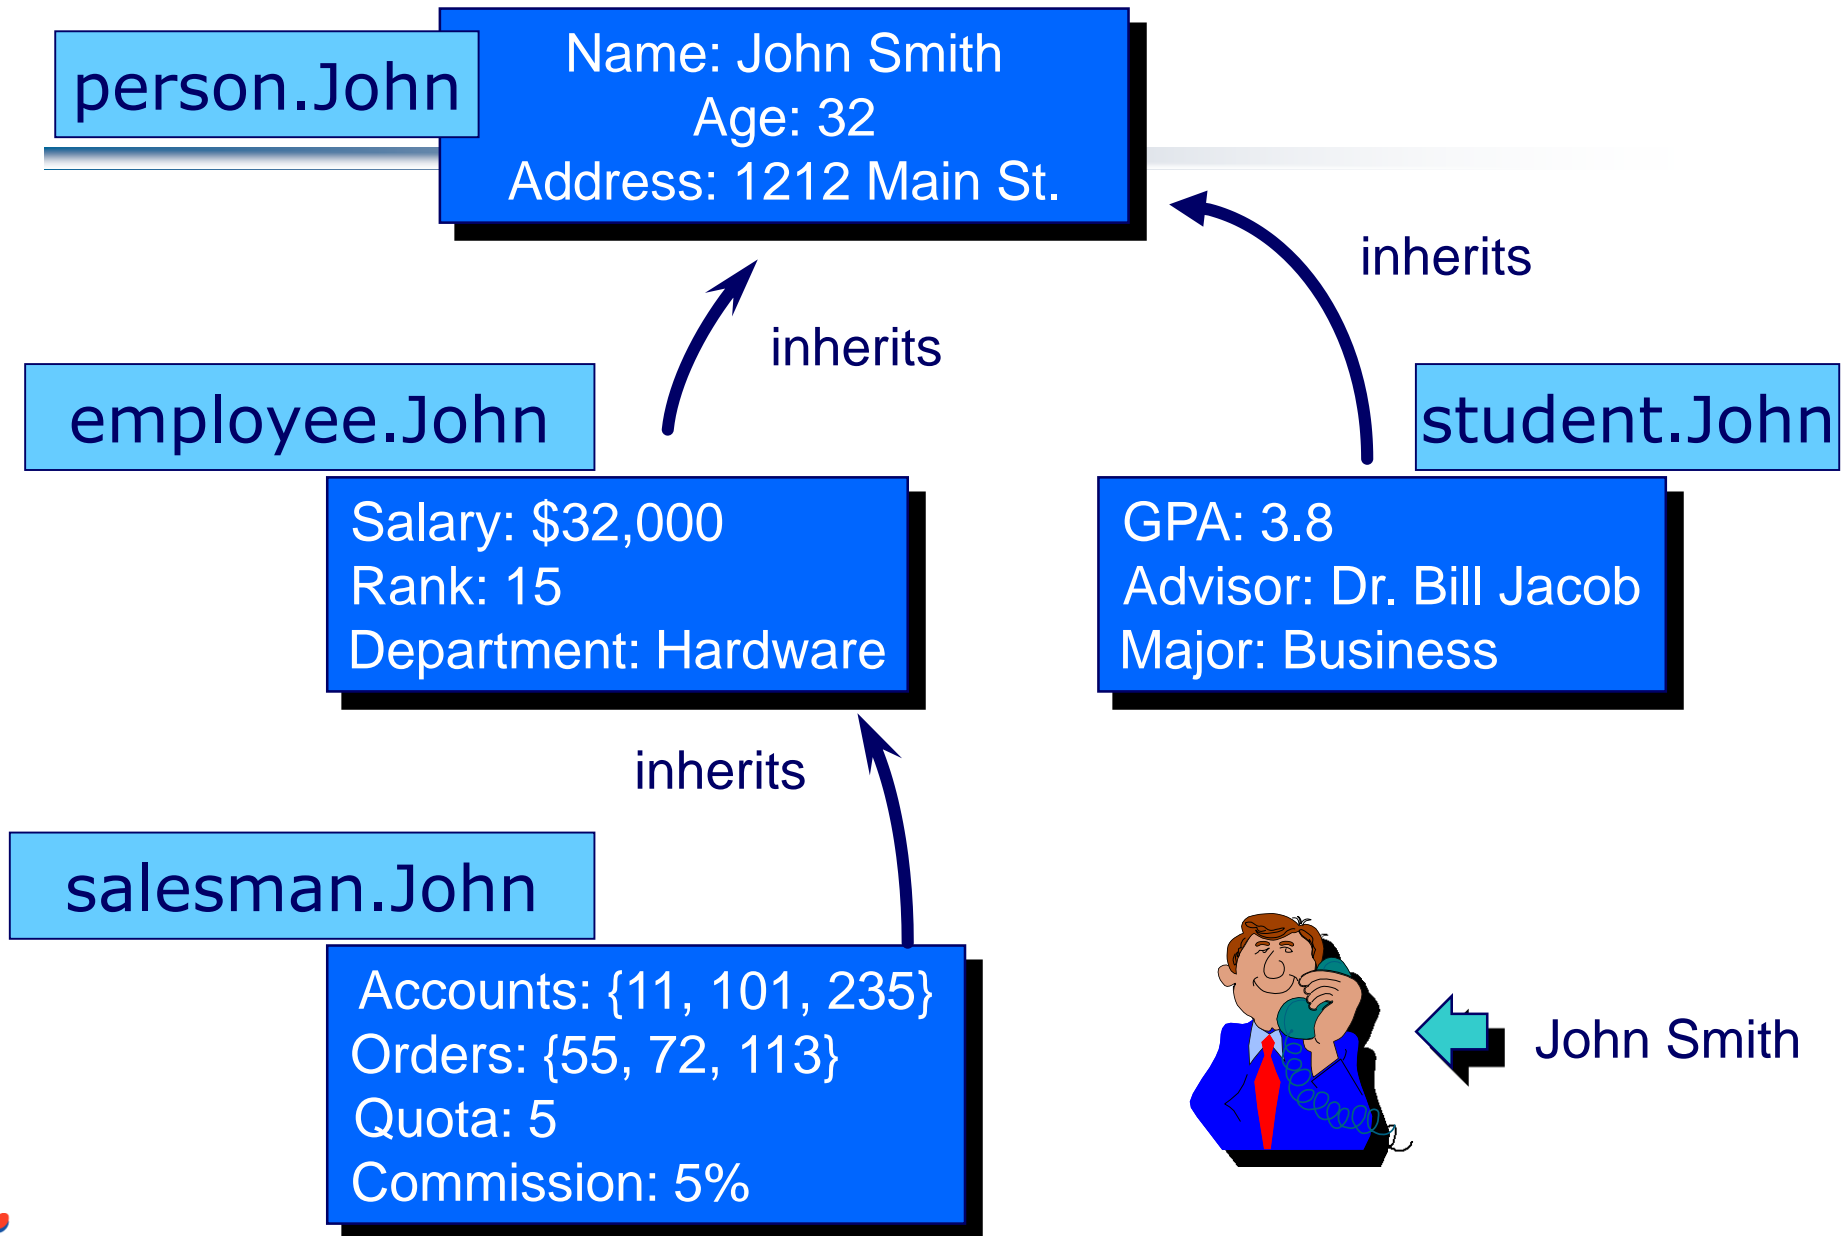 person.John
Name: John Smith
Age: 32
Address: 1212 Main St.
inherits
inherits
employee.John
student.John
Salary: $32,000
Rank: 15
Department: Hardware
GPA: 3.8
Advisor: Dr. Bill Jacob
Major: Business
inherits
salesman.John
Accounts: {11, 101, 235}
Orders: {55, 72, 113}
Quota: 5
Commission: 5%
John Smith